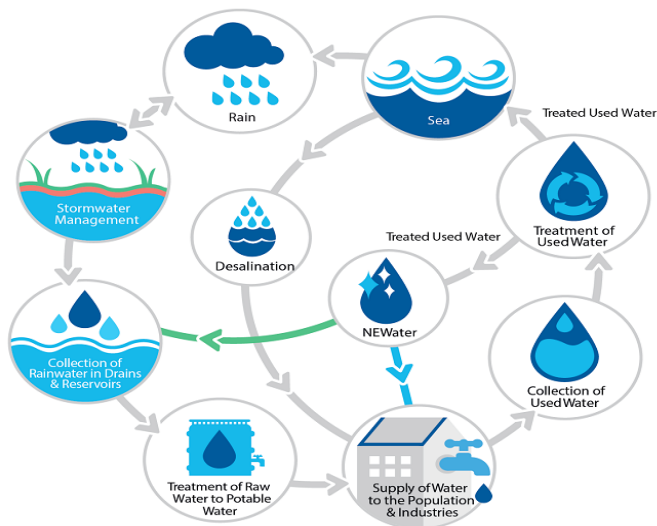 Rain
Sea
Treated Used Water
Stormwater
Management
Desalination
Treatment of
Used Water
Treated Used Water
NEWater
Collection of
Rainwater in Drains
& Reservoirs
Collection of
Used Water
Treatment of Raw
Water to Potable
Water
Supply of Water
to the Population
& Industries